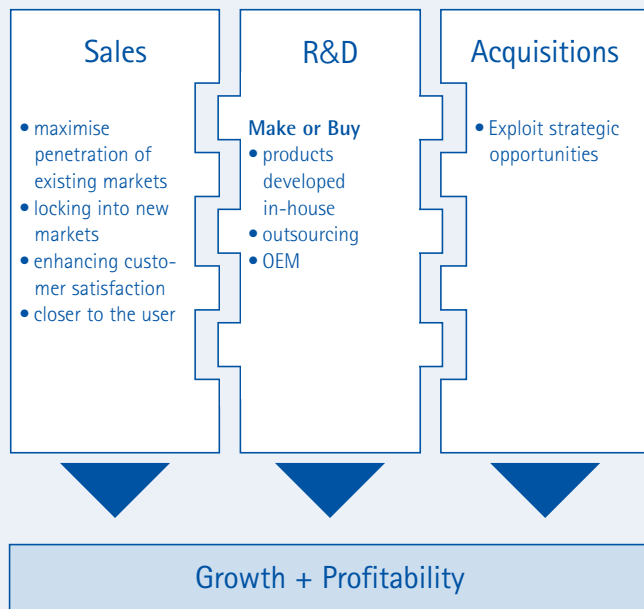 Sales
• maximise
penetration of
existing markets
• locking into new
markets
• enhancing custo-
mer satisfaction
• closer to the user
R&D
Make or Buy
• products
developed
in-house
• outsourcing
• OEM
Acquisitions
• Exploit strategic
opportunities
Growth + Profitability